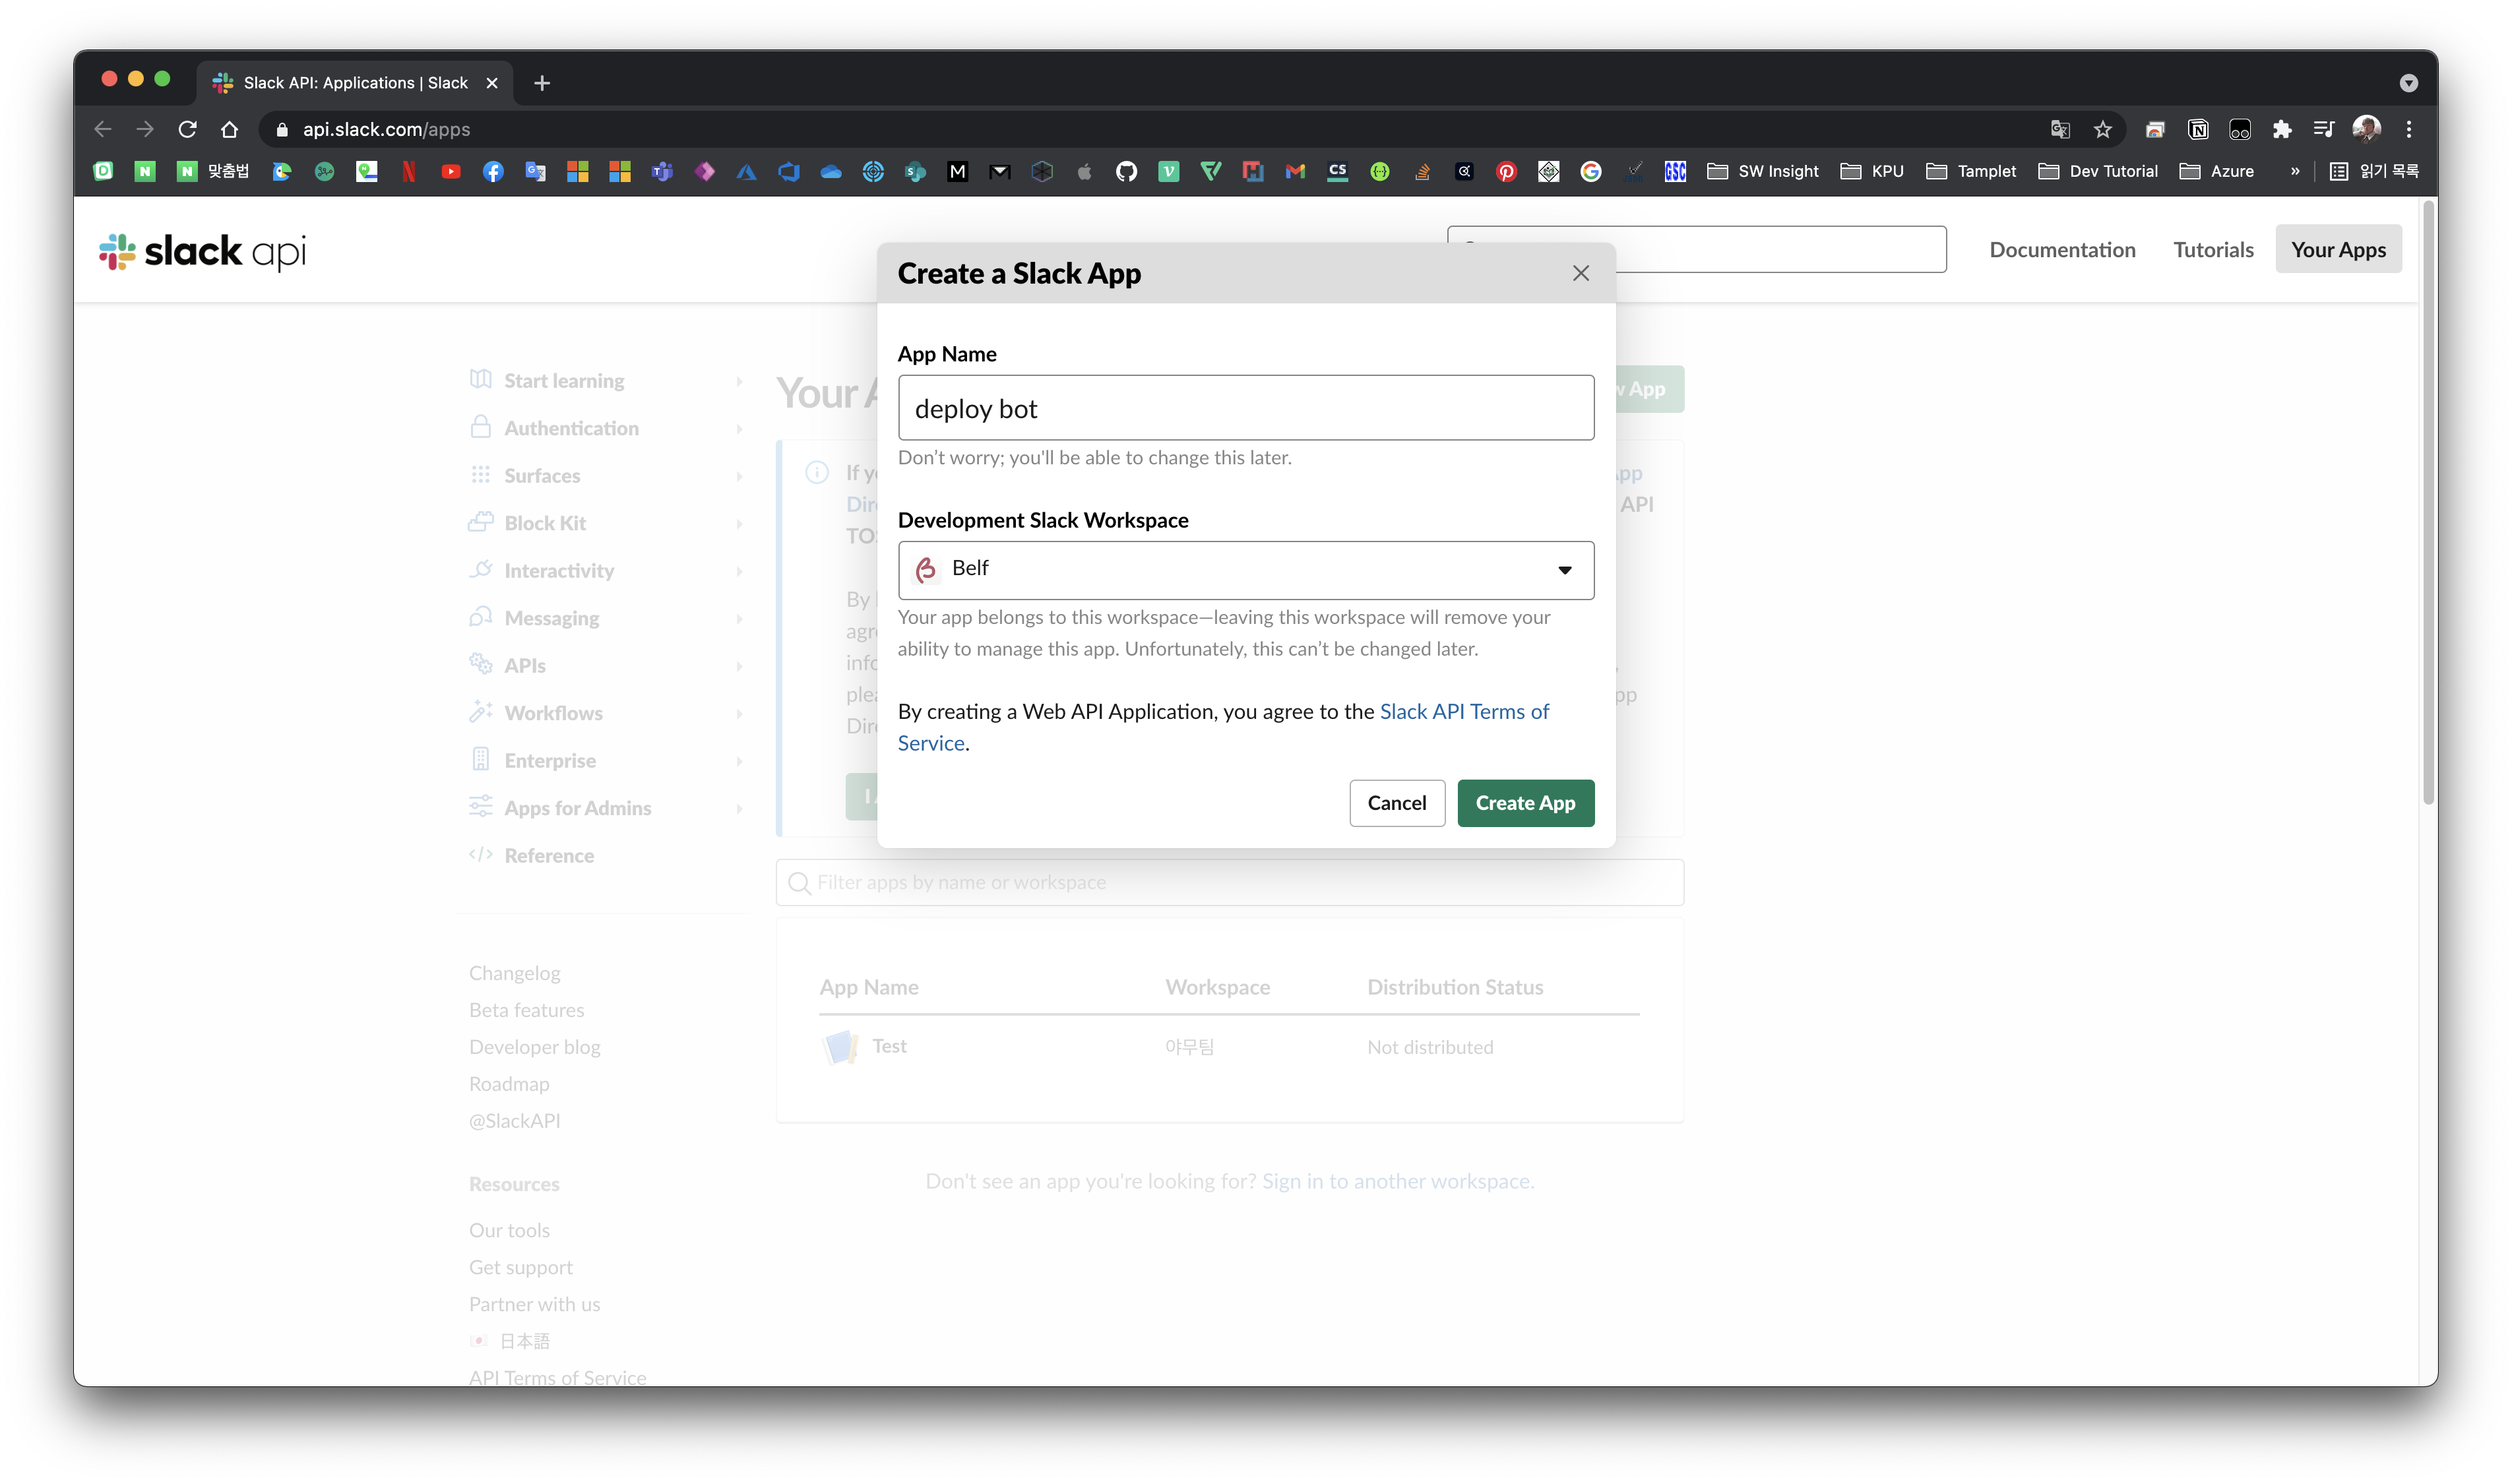 Slack API: Applications | Slack
api.slack.com/apps
맞춤법
SW Insight
KPU
Tamplet
Dev Tutorial
Azure
»
읽기 목록
slack api
Documentation
Tutorials
Your Apps
Create a Slack App
App Name
deploy bot
Don't worry; you'll be able to change this later.
Development Slack Workspace
Belf
Your app belongs to this workspace—leaving this workspace will remove your
ability to manage this app. Unfortunately, this can't be changed later.
By creating a Web API Application, you agree to the Slack API Terms of
Service.
Cancel
Create App
Start learning
Authentication
Surfaces
Block Kit
Interactivity
Messaging
APIs
Workflows
Enterprise
Apps for Admins
Reference
Changelog
Beta features
Developer blog
Roadmap
@SlackAPI
Resources
Our tools
Get support
Partner with us
日本語
API Terms of Service
Your
App
If
API
By
Filter apps by name or workspace
App Name
Workspace
Distribution Status
Test
야무팀
Not distributed
Don't see an app you're looking for? Sign in to another workspace.